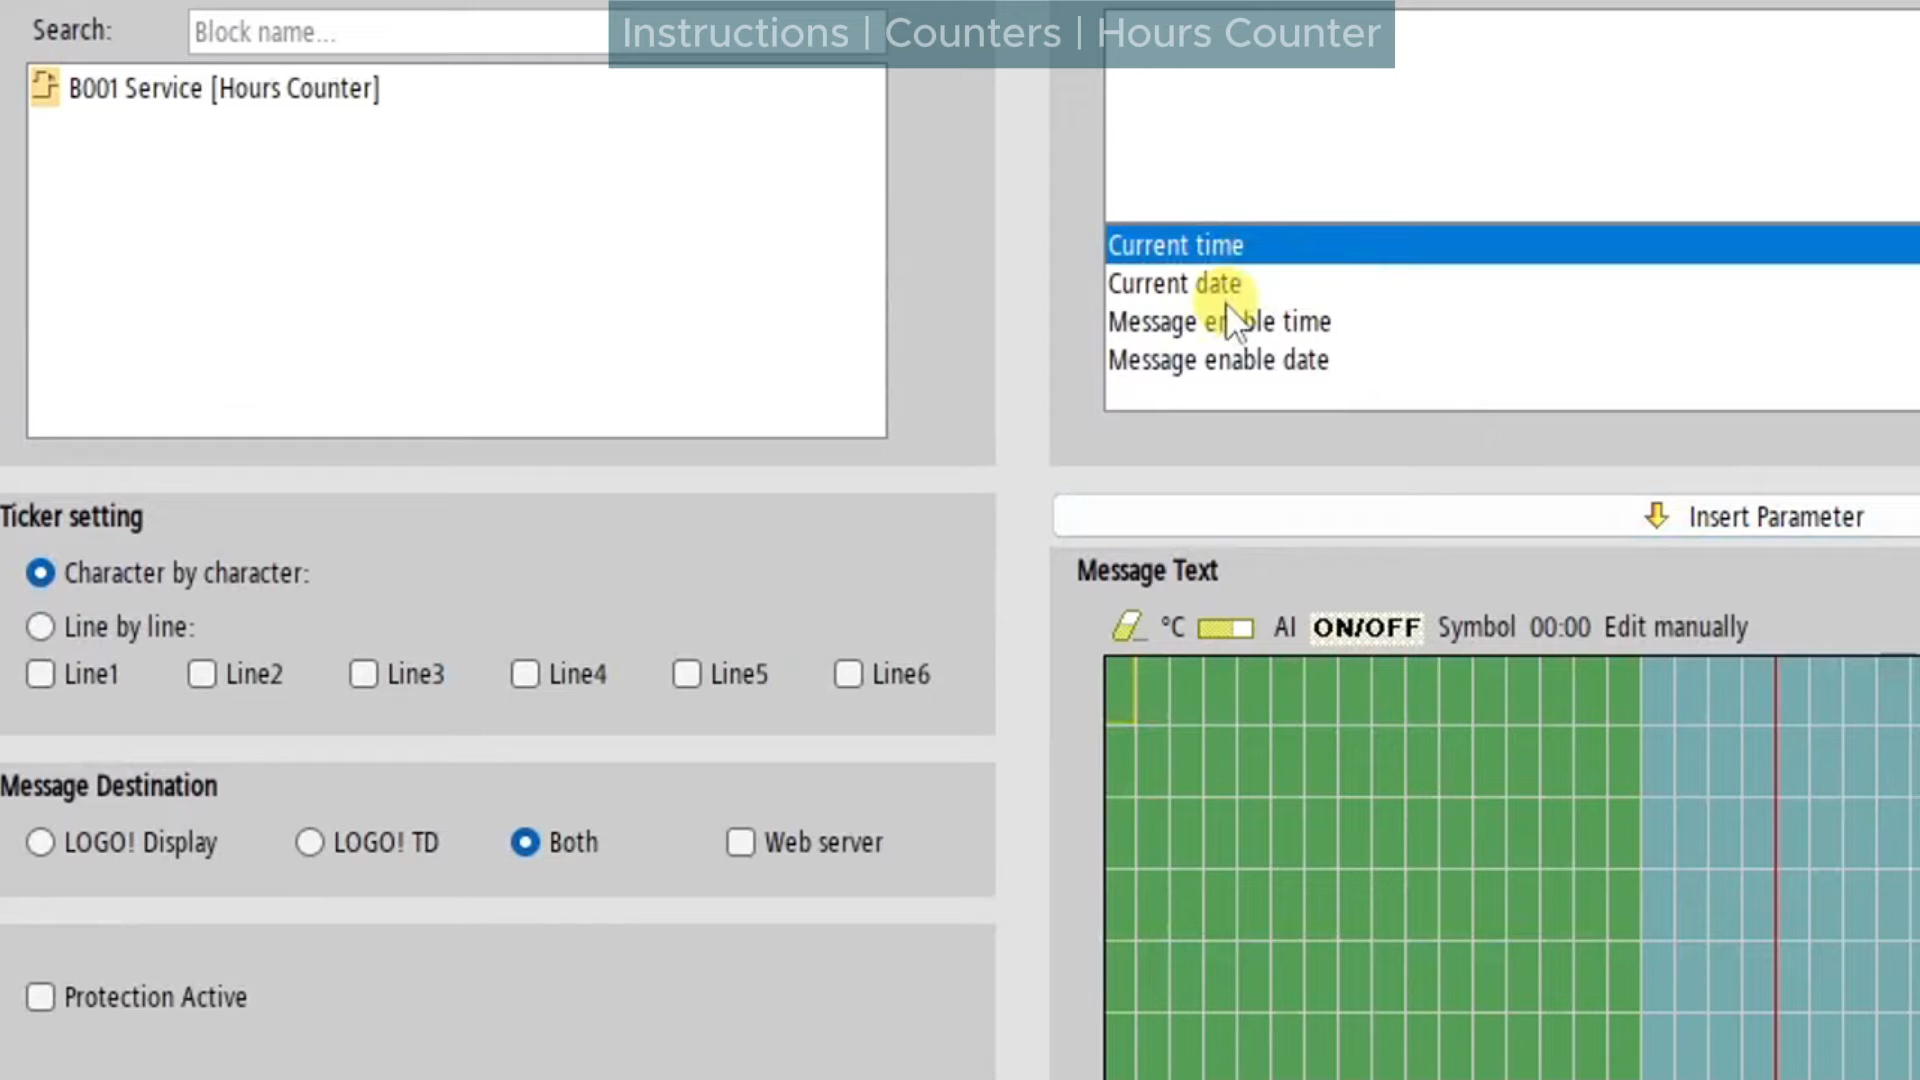 Instructions | Counters | Hours Counter
Search:
Block name...
B001 Service [Hours Counter]
Current time
Current date
Message enable time
Message enable date
Ticker setting
Character by character:
Line by line:
Line1 Line2 Line3 Line4 Line5 Line6
Message Destination
LOGO! Display LOGO! TD Both Web server
Protection Active
Insert Parameter
Message Text
°C AI ON/OFF Symbol 00:00 Edit manually